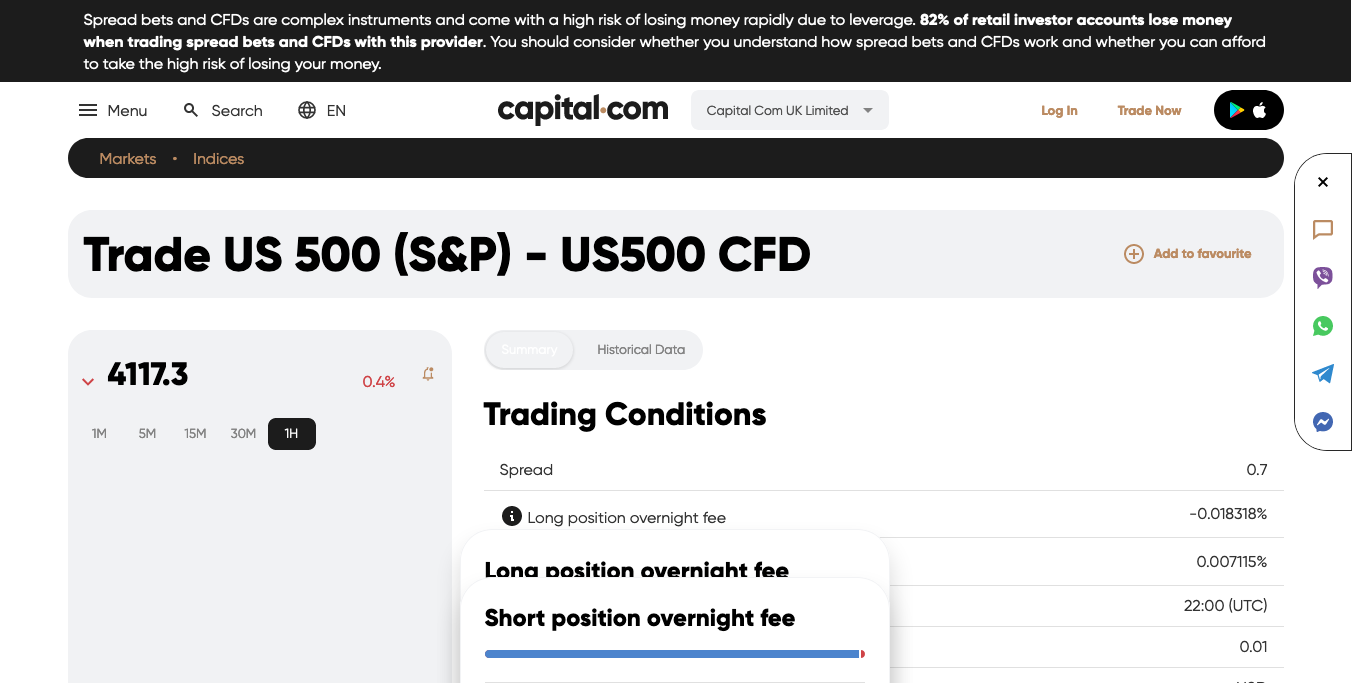 Spread bets and CFDs are complex instruments and come with a high risk of losing money rapidly due to leverage. 82% of retail investor accounts lose money
when trading spread bets and CFDs with this provider. You should consider whether you understand how spread bets and CFDs work and whether you can afford
to take the high risk of losing your money.
Menu Search EN capital.com Capital Com UK Limited Log In Trade Now
Markets • Indices
Trade US 500 (S&P) - US500 CFD Add to favourite
4117.3 0.4%
1M 5M 15M 30M 1H
Summary Historical Data
Trading Conditions
Spread 0.7
Long position overnight fee -0.018318%
Long position overnight fee
0.007115%
Short position overnight fee
22:00 (UTC)
0.01